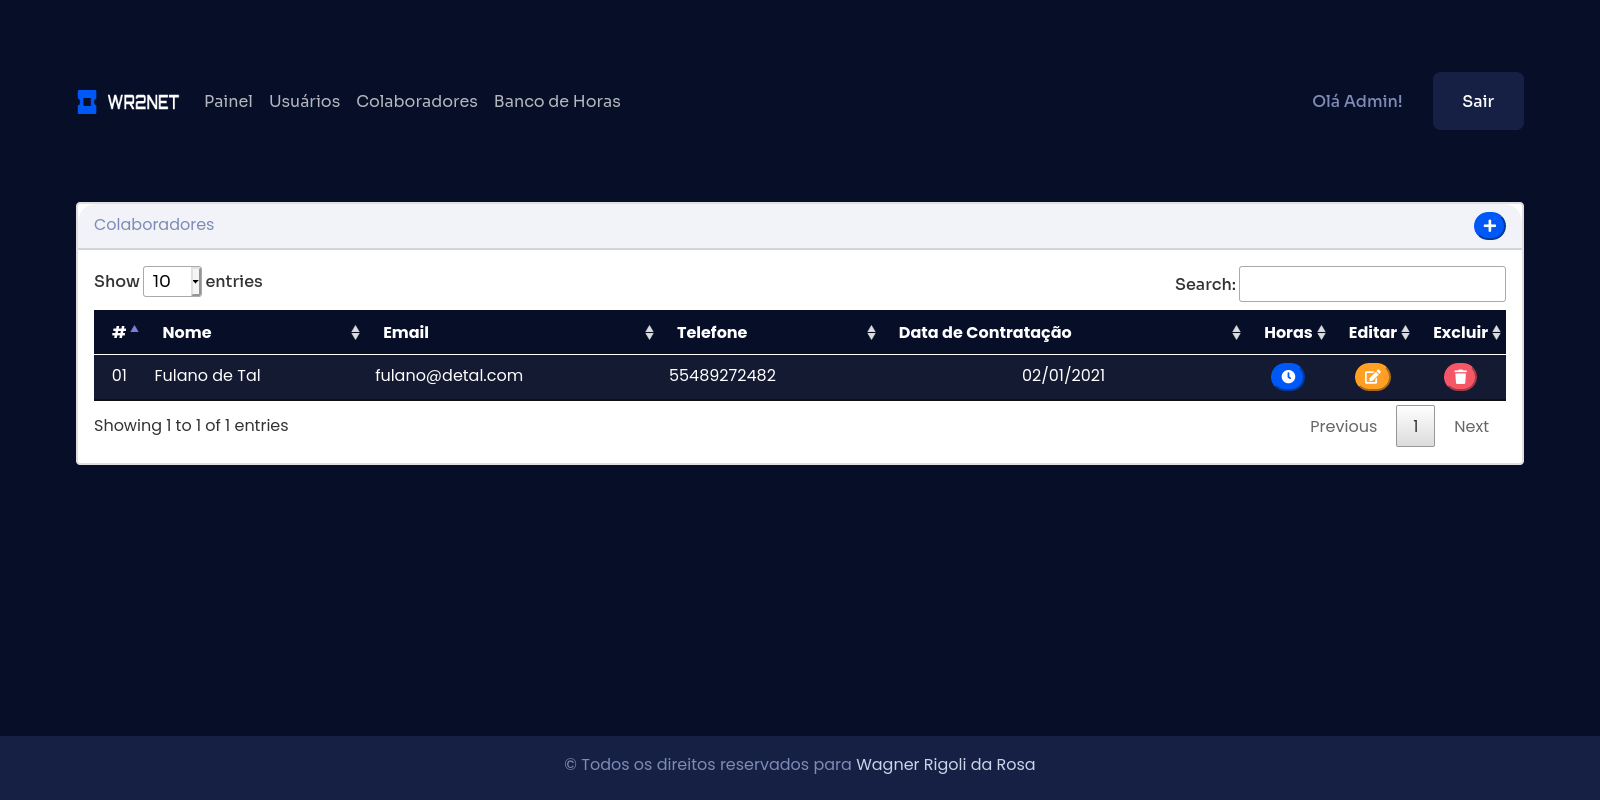 WR2NET Painel Usuários Colaboradores Banco de Horas Olá Admin! Sair
Colaboradores
Show 10 entries Search:
# Nome Email Telefone Data de Contratação Horas Editar Excluir
01 Fulano de Tal fulano@detal.com 55489272482 02/01/2021
Showing 1 to 1 of 1 entries Previous 1 Next
© Todos os direitos reservados para Wagner Rigoli da Rosa